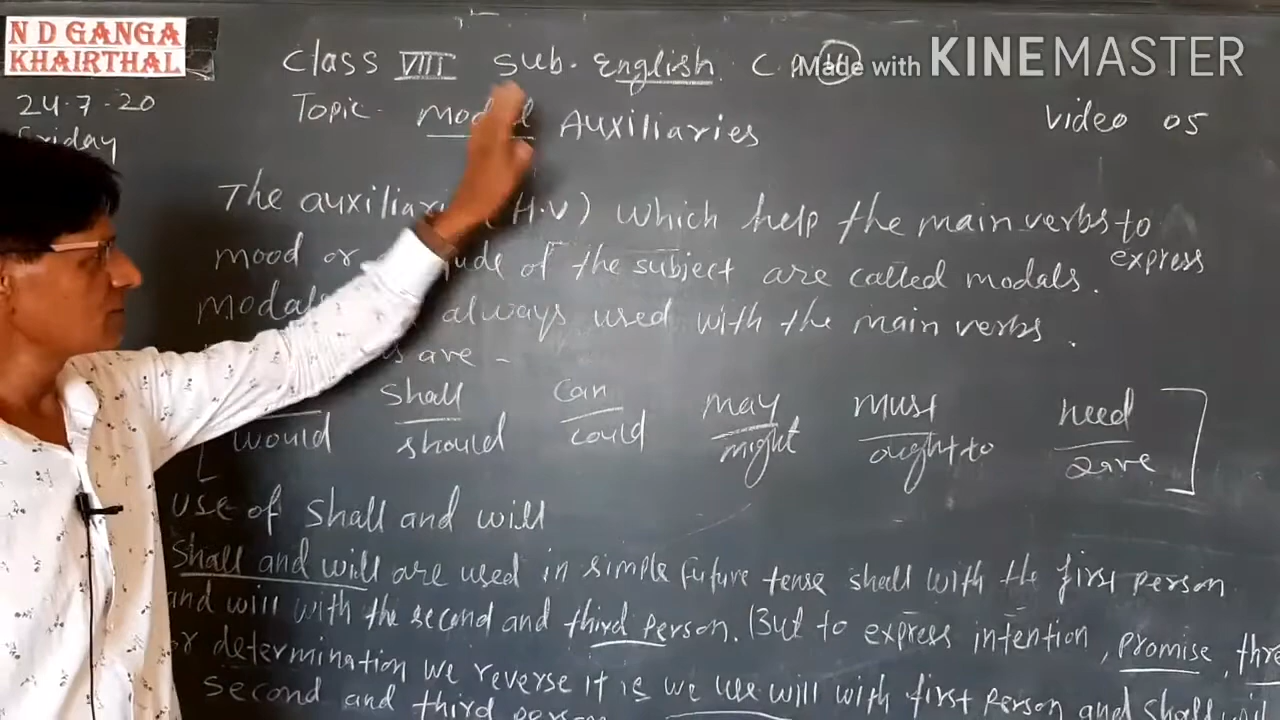 N D GANGA
KHAIRTHAL
Made with KINEMASTER
Class VIII Sub. English C.P.
24.7.20
Friday
Topic - Modal Auxiliaries
Video 05
The auxiliari (H.V) which help the main verbs to
express
mood or of the subject are called modals.
modals always used with the main verbs.
are -
would
shall
should
can
could
may
might
must
ought to
need
use of shall and will
Shall and will are used in simple future tense shall with the first person
and will with the second and third person. But to express intention, promise, thre
or determination we reverse it is we use will with first person and shall
second and third person